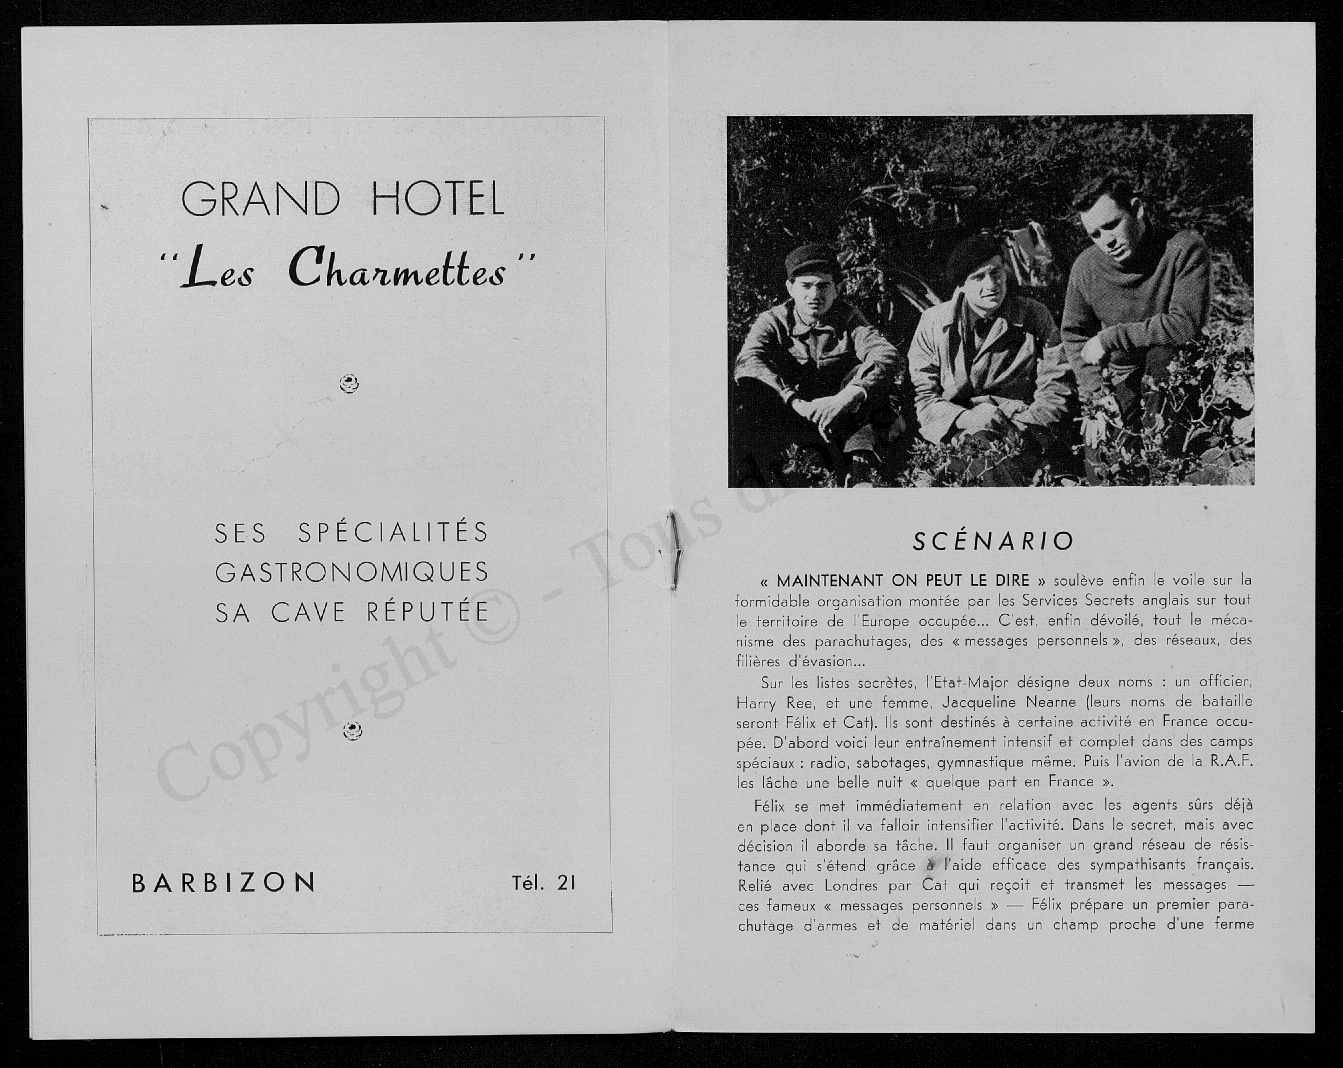 GRAND HOTEL
"Les Charmettes"
SES SPÉCIALITÉS
GASTRONOMIQUES
SA CAVE RÉPUTÉE
BARBIZON Tél. 21
SCÉNARIO
« MAINTENANT ON PEUT LE DIRE » soulève enfin le voile sur la
formidable organisation montée par les Services Secrets anglais sur tout
le territoire de l'Europe occupée... C'est, enfin dévoilé, tout le méca-
nisme des parachutages, des « messages personnels », des réseaux, des
filières d'évasion...
Sur les listes secrètes, l'Etat-Major désigne deux noms : un officier,
Harry Ree, et une femme, Jacqueline Nearne (leurs noms de bataille
seront Félix et Cat). Ils sont destinés à certaine activité en France occu-
pée. D'abord voici leur entraînement intensif et complet dans des camps
spéciaux : radio, sabotages, gymnastique même. Puis l'avion de la R.A.F.
les lâche une belle nuit « quelque part en France ».
Félix se met immédiatement en relation avec les agents sûrs déjà
en place dont il va falloir intensifier l'activité. Dans le secret, mais avec
décision il aborde sa tâche. Il faut organiser un grand réseau de résis-
tance qui s'étend grâce à l'aide efficace des sympathisants français.
Relié avec Londres par Cat qui reçoit et transmet les messages —
ces fameux « messages personnels » — Félix prépare un premier para-
chutage d'armes et de matériel dans un champ proche d'une ferme
Copyright © - Tous dr